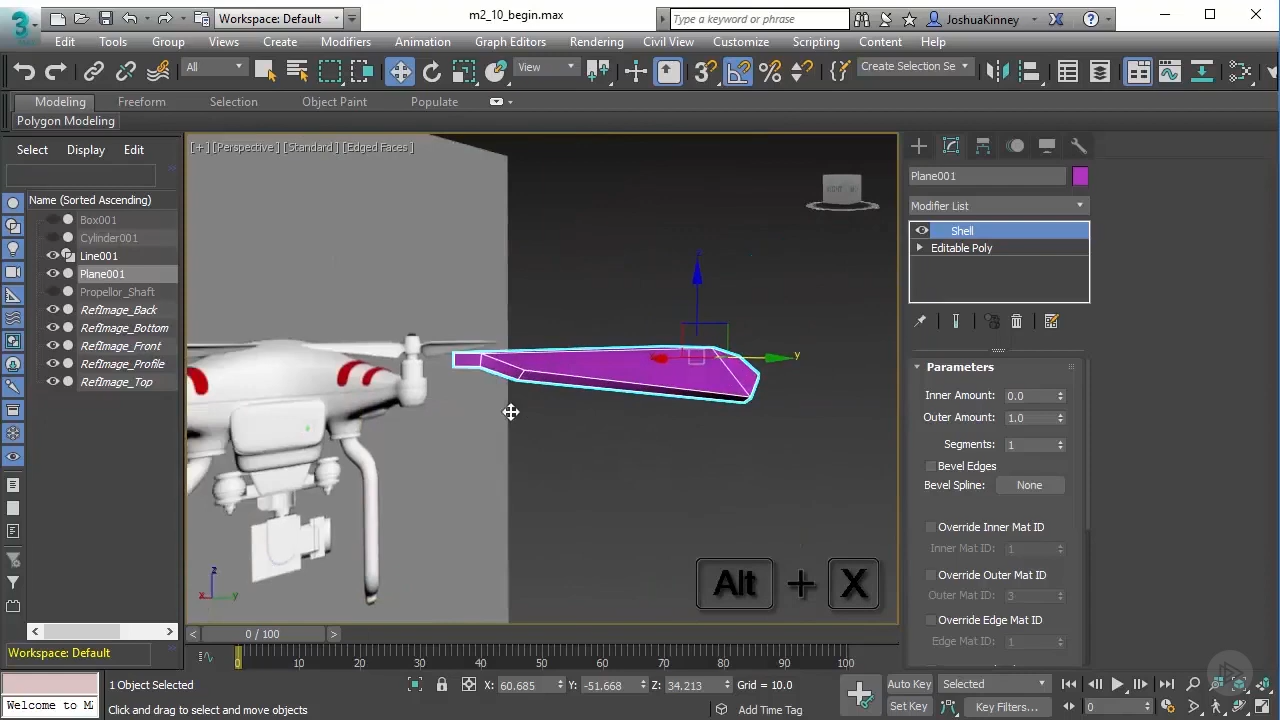 Workspace: Default
m2_10_begin.max
Type a keyword or phrase
JoshuaKinney
Edit Tools Group Views Create Modifiers Animation Graph Editors Rendering Civil View Customize Scripting Content Help
All
View
Create Selection Se
Modeling Freeform Selection Object Paint Populate
Polygon Modeling
Select Display Edit
Name (Sorted Ascending)
Box001
Cylinder001
Line001
Plane001
Propellor_Shaft
RefImage_Back
RefImage_Bottom
RefImage_Front
RefImage_Profile
RefImage_Top
[+] [Perspective] [Standard] [Edged Faces]
z
y
Alt + X
z
x y
Plane001
Modifier List
Shell
Editable Poly
Parameters
Inner Amount: 0.0
Outer Amount: 1.0
Segments: 1
Bevel Edges
Bevel Spline: None
Override Inner Mat ID
Inner Mat ID: 1
Override Outer Mat ID
Outer Mat ID: 3
Override Edge Mat ID
Edge Mat ID: 1
0 / 100
Workspace: Default
0 10 20 30 40 50 60 70 80 90 100
Welcome to M
1 Object Selected
Click and drag to select and move objects
X: 60.685 Y: -51.668 Z: 34.213 Grid = 10.0
Add Time Tag
Auto Key Selected
Set Key Key Filters...
0